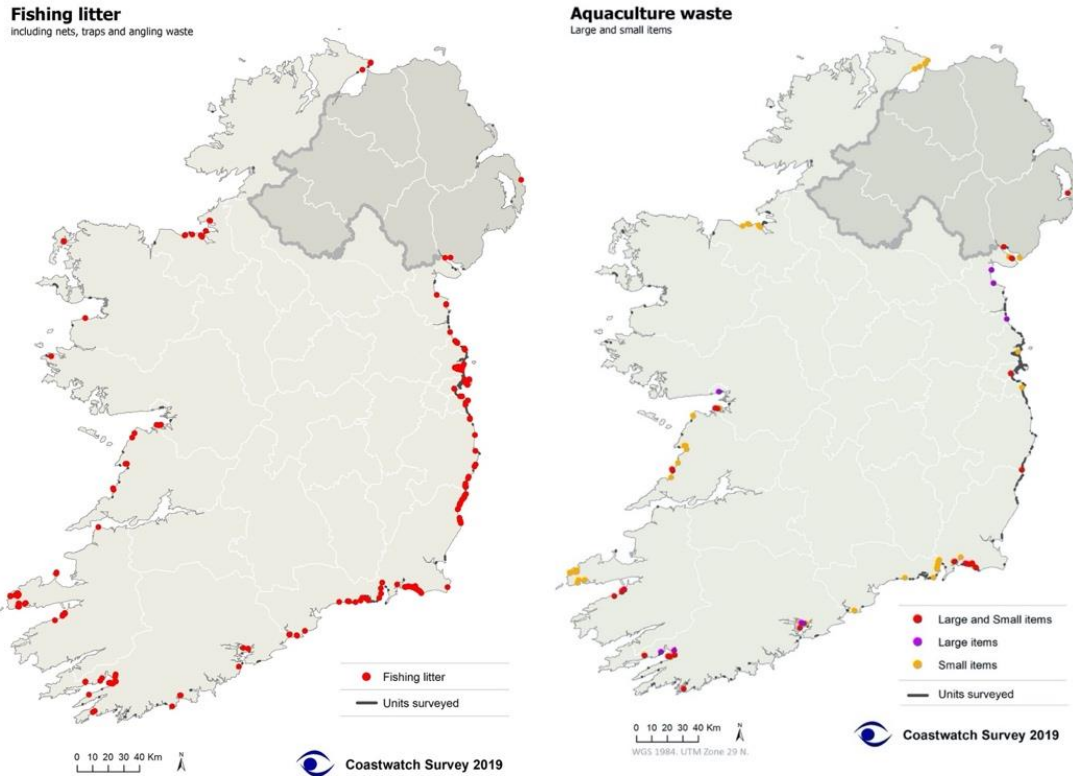 Fishing litter
including nets, traps and angling waste
Fishing litter
Units surveyed
0 10 20 30 40 Km
N
Coastwatch Survey 2019
Aquaculture waste
Large and small items
Large and Small items
Large items
Small items
Units surveyed
0 10 20 30 40 Km
N
WGS 1984. UTM Zone 29 N.
Coastwatch Survey 2019